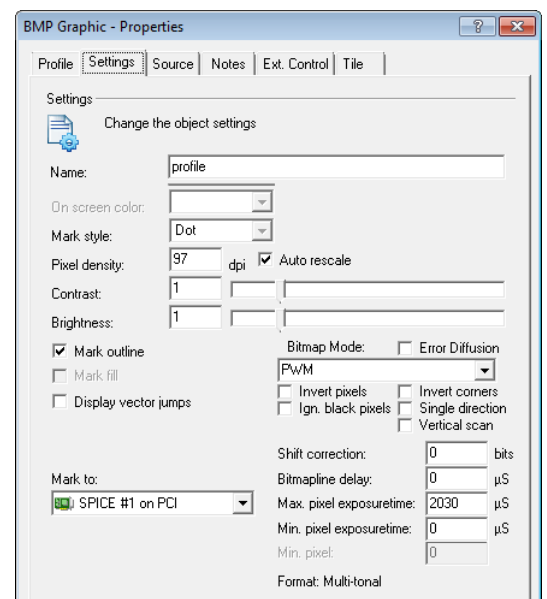 BMP Graphic - Properties
Profile Settings Source Notes Ext. Control Tile
Settings
Change the object settings
Name: profile
On screen color:
Mark style: Dot
Pixel density: 97 dpi Auto rescale
Contrast: 1
Brightness: 1
Mark outline
Mark fill
Display vector jumps
Bitmap Mode: Error Diffusion
PWM
Invert pixels Invert corners
Ign. black pixels Single direction
Vertical scan
Shift correction: 0 bits
Mark to:
SPICE #1 on PCI
Bitmapline delay: 0 µS
Max. pixel exposuretime: 2030 µS
Min. pixel exposuretime: 0 µS
Min. pixel: 0
Format: Multi-tonal